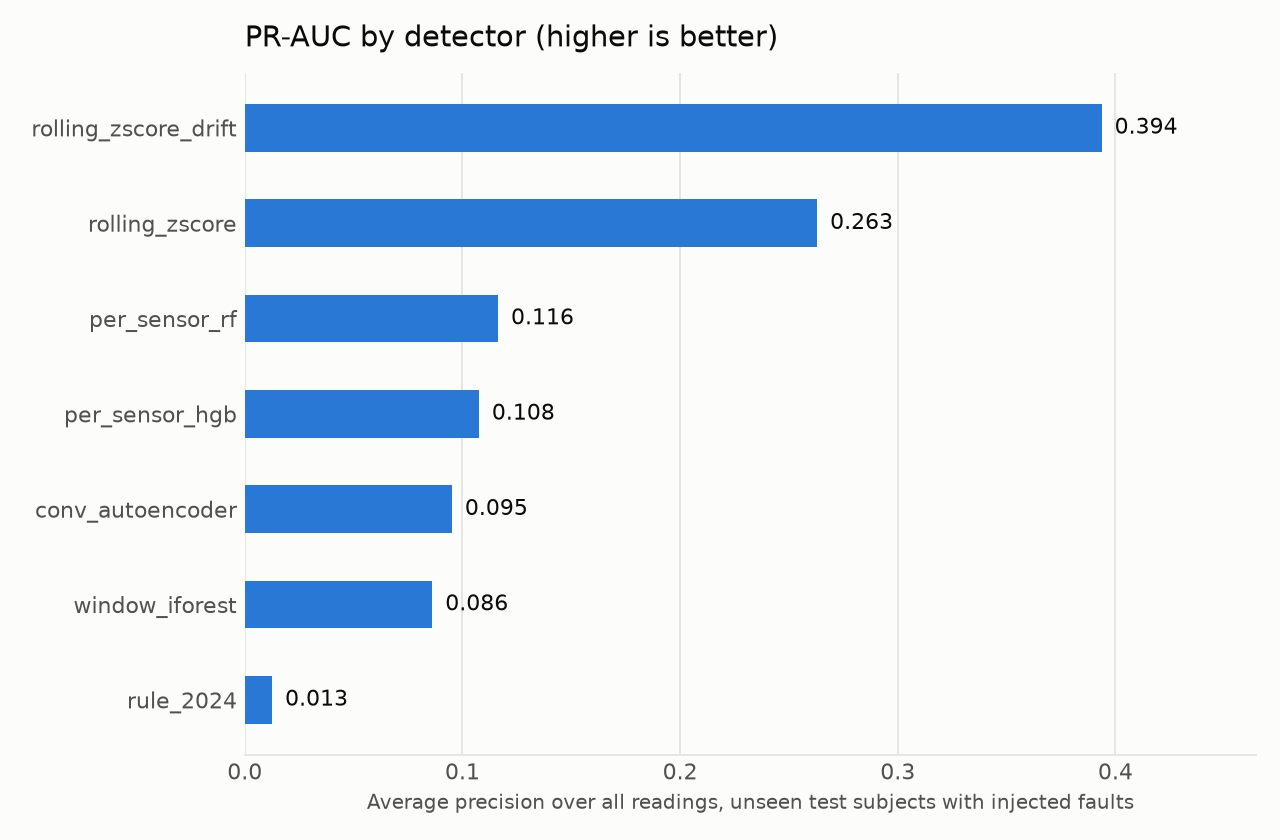 PR-AUC by detector (higher is better)
rolling_zscore_drift 0.394
rolling_zscore 0.263
per_sensor_rf 0.116
per_sensor_hgb 0.108
conv_autoencoder 0.095
window_iforest 0.086
rule_2024 0.013
0.0 0.1 0.2 0.3 0.4
Average precision over all readings, unseen test subjects with injected faults